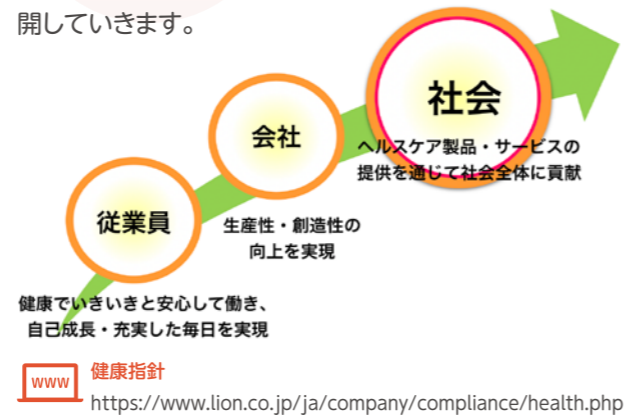 開していきます。
社会
ヘルスケア製品・サービスの
提供を通じて社会全体に貢献
会社
生産性・創造性の
向上を実現
従業員
健康でいきいきと安心して働き、
自己成長・充実した毎日を実現
www
健康指針
https://www.lion.co.jp/ja/company/compliance/health.php